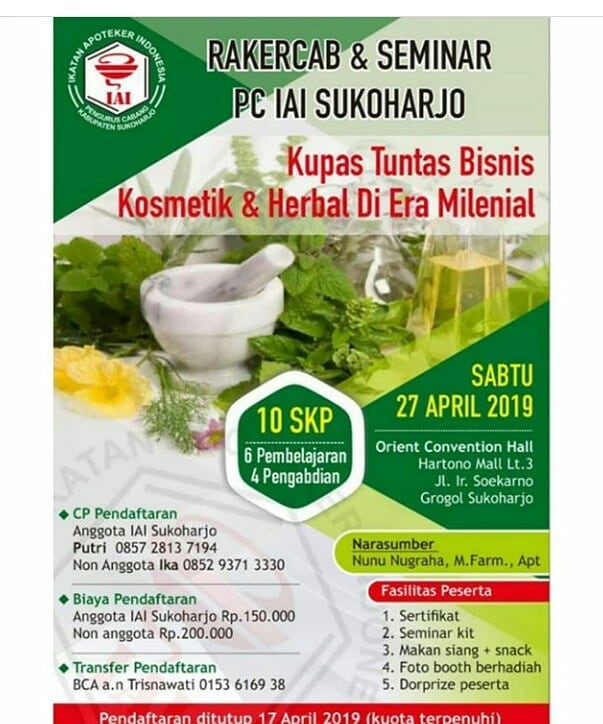 IKATAN APOTEKER INDONESIA
IAI
PENGURUS CABANG
KABUPATEN SUKOHARJO
RAKERCAB & SEMINAR
PC IAI SUKOHARJO
Kupas Tuntas Bisnis
Kosmetik & Herbal Di Era Milenial
SABTU
27 APRIL 2019
10 SKP
6 Pembelajaran
4 Pengabdian
Orient Convention Hall
Hartono Mall Lt.3
Jl. Ir. Soekarno
Grogol Sukoharjo
CP Pendaftaran
Anggota IAI Sukoharjo
Putri 0857 2813 7194
Non Anggota Ika 0852 9371 3330
Biaya Pendaftaran
Anggota IAI Sukoharjo Rp.150.000
Non anggota Rp.200.000
Transfer Pendaftaran
BCA a.n Trisnawati 0153 6169 38
Narasumber
Nunu Nugraha, M.Farm., Apt
Fasilitas Peserta
1. Sertifikat
2. Seminar kit
3. Makan siang + snack
4. Foto booth berhadiah
5. Dorprize peserta
Pendaftaran ditutup 17 April 2019 (kuota terpenuhi)